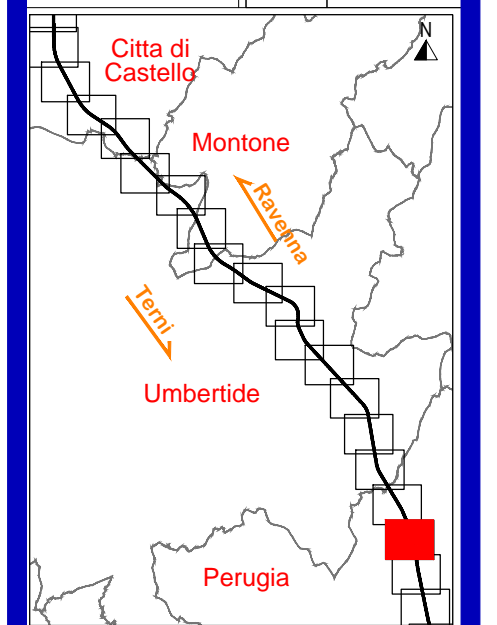 N
Citta di
Castello
Montone
Ravenna
Terni
Umbertide
Perugia